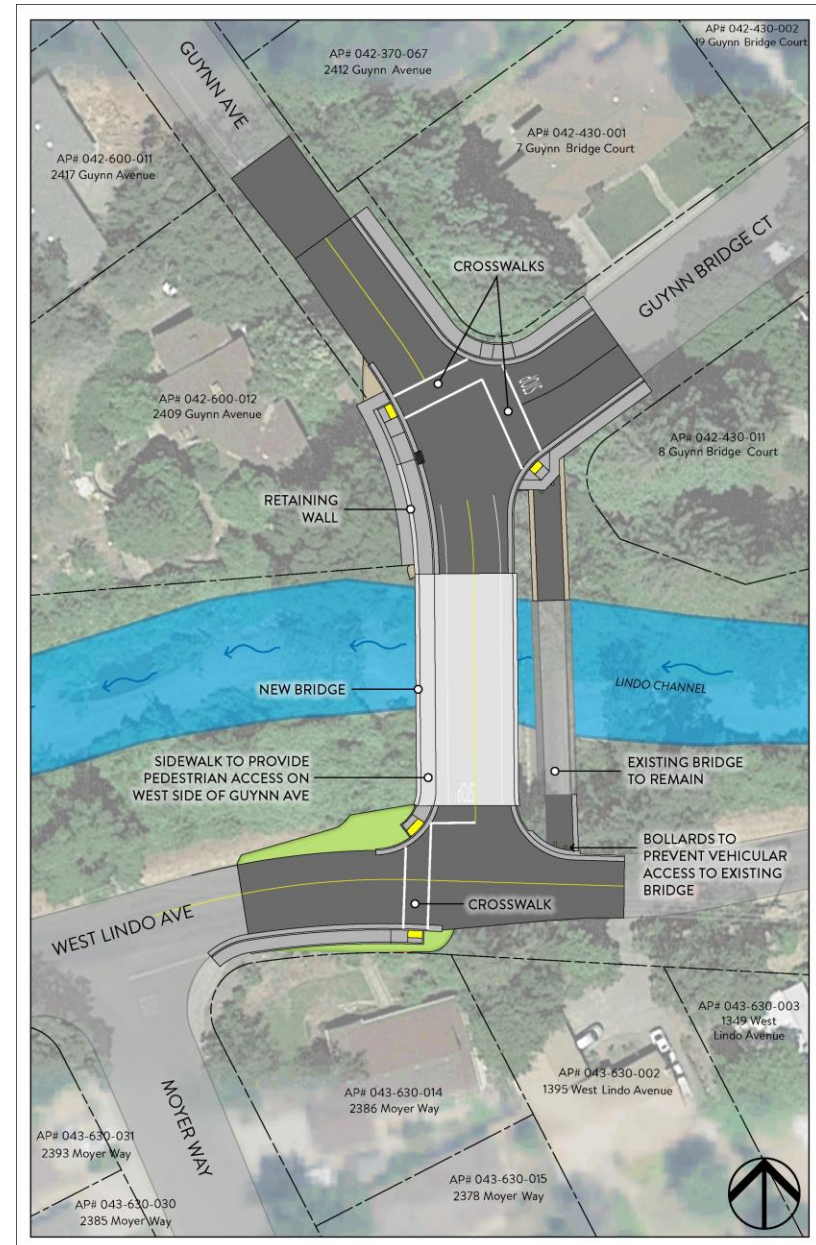 AP# 042-430-002
19 Guynn Bridge Court
GUYNN AVE
AP# 042-370-067
2412 Guynn Avenue
AP# 042-430-001
7 Guynn Bridge Court
AP# 042-600-011
2417 Guynn Avenue
GUYNN BRIDGE CT
CROSSWALKS
STOP
AP# 042-600-012
2409 Guynn Avenue
AP# 042-430-011
8 Guynn Bridge Court
RETAINING
WALL
LINDO CHANNEL
NEW BRIDGE
SIDEWALK TO PROVIDE
PEDESTRIAN ACCESS ON
WEST SIDE OF GUYNN AVE
EXISTING BRIDGE
TO REMAIN
STOP
BOLLARDS TO
PREVENT VEHICULAR
ACCESS TO EXISTING
BRIDGE
CROSSWALK
WEST LINDO AVE
AP# 043-630-003
1349 West
Lindo Avenue
AP# 043-630-002
1395 West Lindo Avenue
AP# 043-630-014
2386 Moyer Way
MOYER WAY
AP# 043-630-031
2393 Moyer Way
AP# 043-630-015
2378 Moyer Way
AP# 043-630-030
2385 Moyer Way